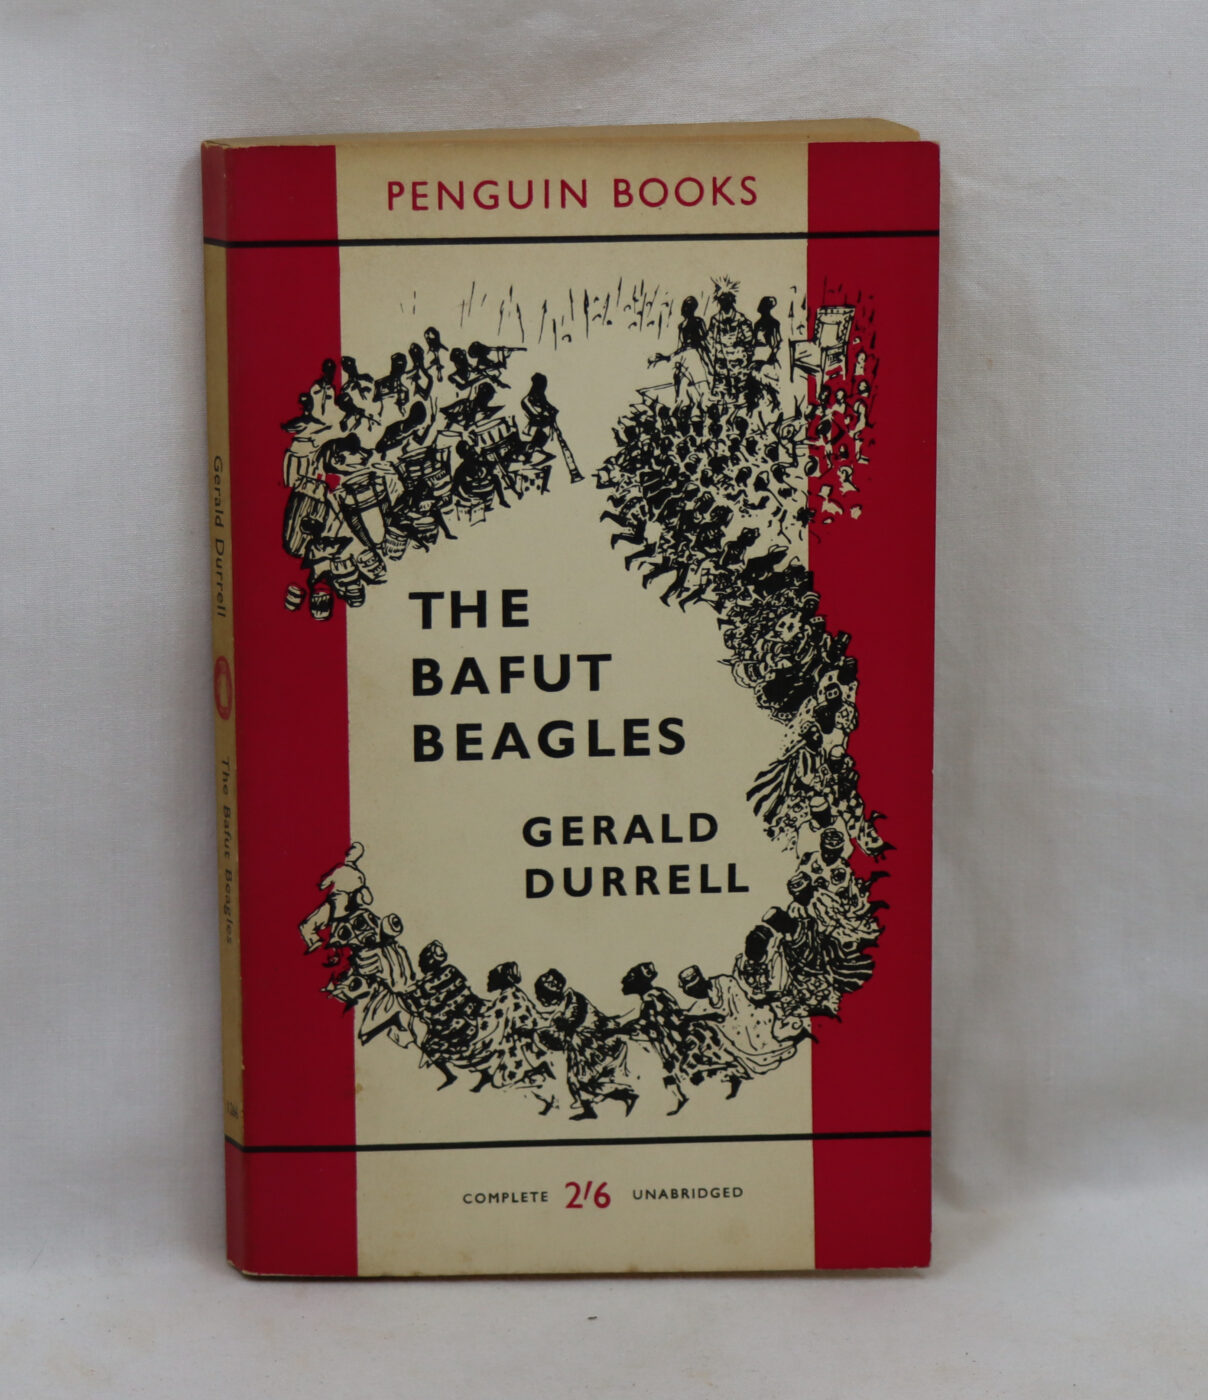 PENGUIN BOOKS
THE
BAFUT
BEAGLES
GERALD
DURRELL
COMPLETE 2'6 UNABRIDGED
Gerald Durrell
The Bafut Beagles